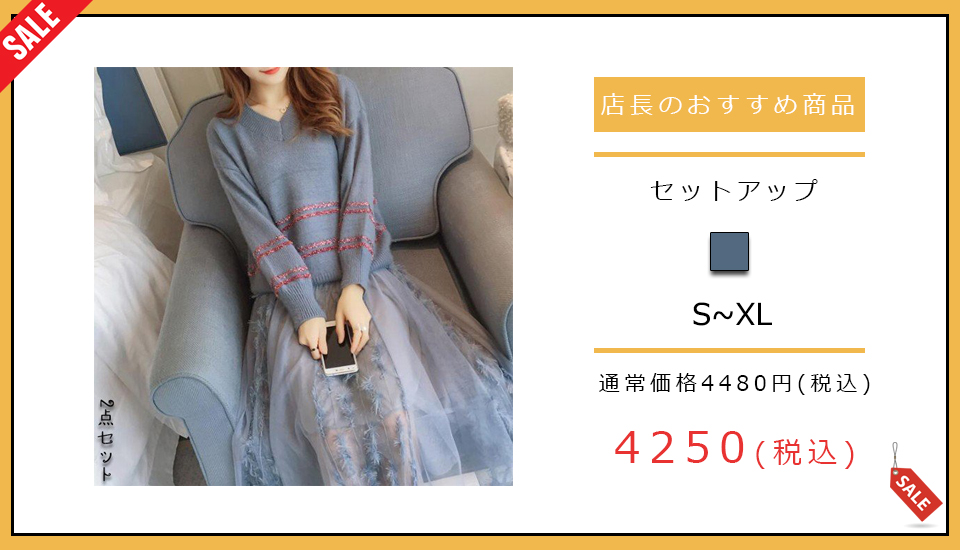 SALE
店長のおすすめ商品
セットアップ
S~XL
通常価格4480円(税込)
4250(税込)
2点セット
SALE